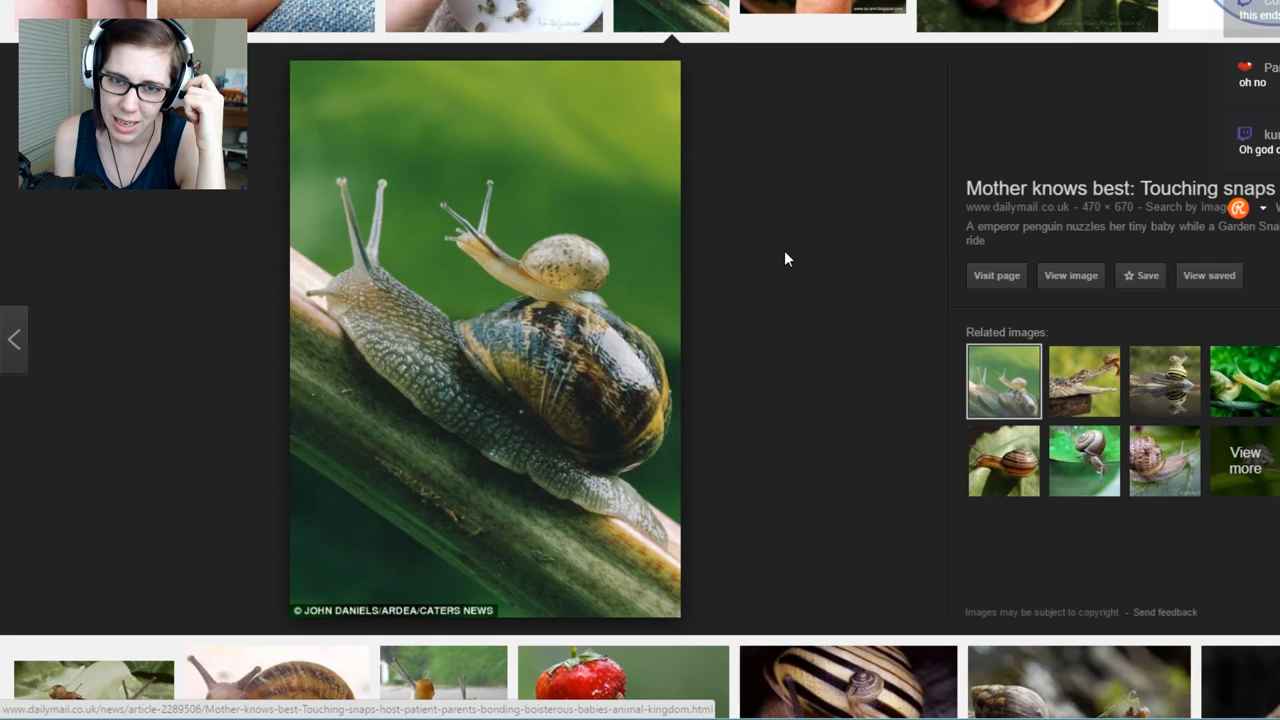 this ends
oh no
Oh god
Mother knows best: Touching snaps
www.dailymail.co.uk - 470 × 670 - Search by image
A emperor penguin nuzzles her tiny baby while a Garden Sna
ride
Visit page
View image
Save
View saved
Related images:
View
more
© JOHN DANIELS/ARDEA/CATERS NEWS
Images may be subject to copyright. - Send feedback
www.dailymail.co.uk/news/article-2289506/Mother-knows-best-Touching-snaps-host-patient-parents-bonding-boisterous-babies-animal-kingdom.html